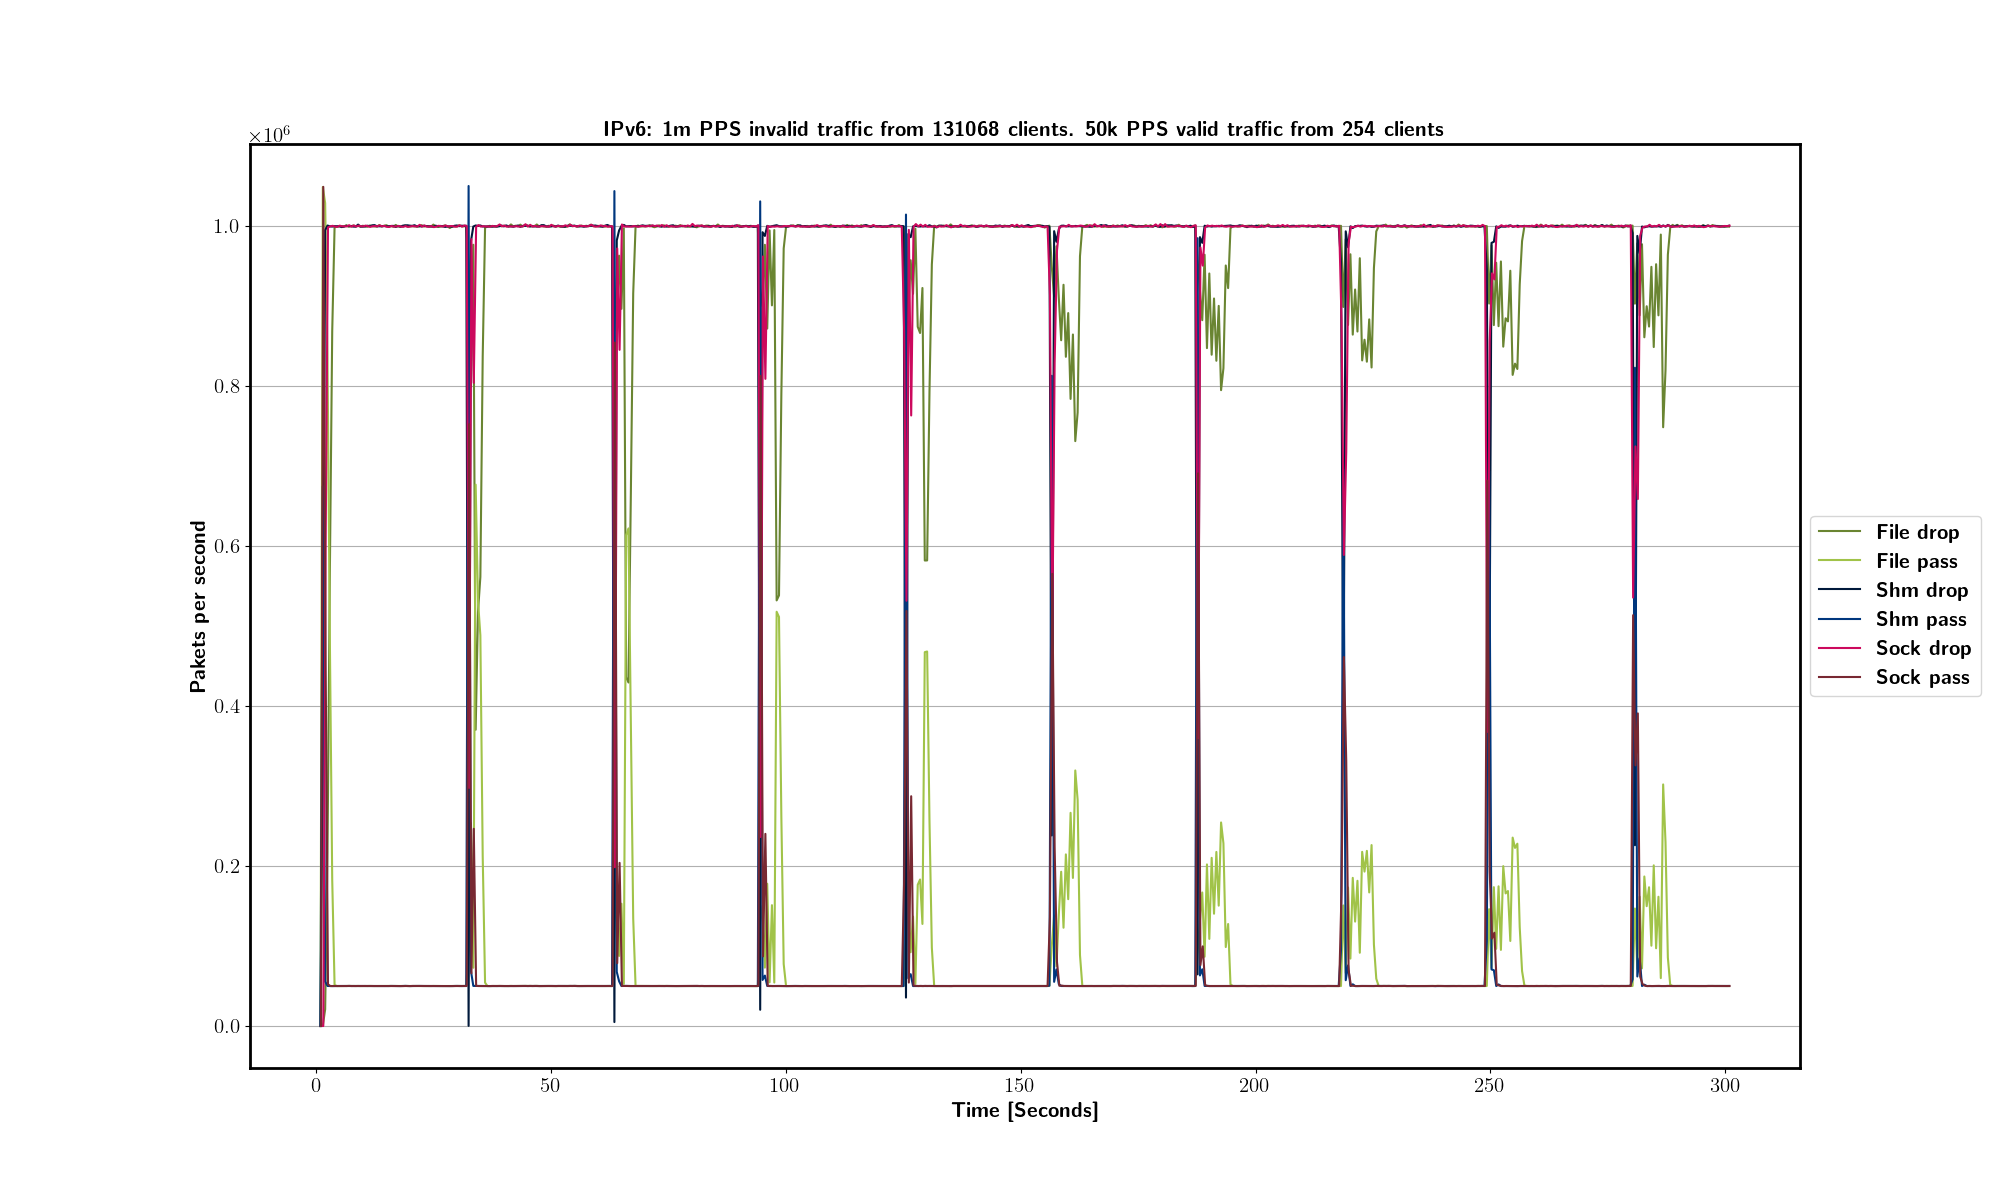 IPv6: 1m PPS invalid traffic from 131068 clients. 50k PPS valid traffic from 254 clients
×10⁶
1.0
0.8
0.6
0.4
0.2
0.0
Pakets per second
0 50 100 150 200 250 300
Time [Seconds]
File drop
File pass
Shm drop
Shm pass
Sock drop
Sock pass